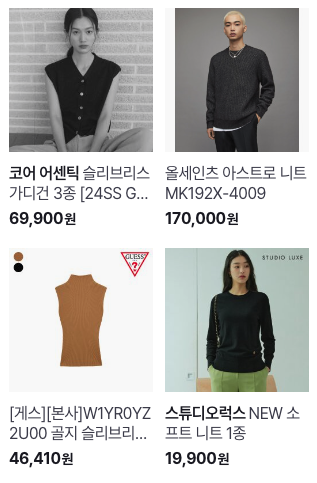 코어 어센틱 슬리브리스
가디건 3종 [24SS G...
69,900원
올세인츠 아스트로 니트
MK192X-4009
170,000원
GUESS
?
[게스][본사]W1YR0YZ
2U00 골지 슬리브리...
46,410원
STUDIO LUXE
스튜디오럭스 NEW 소
프트 니트 1종
19,900원